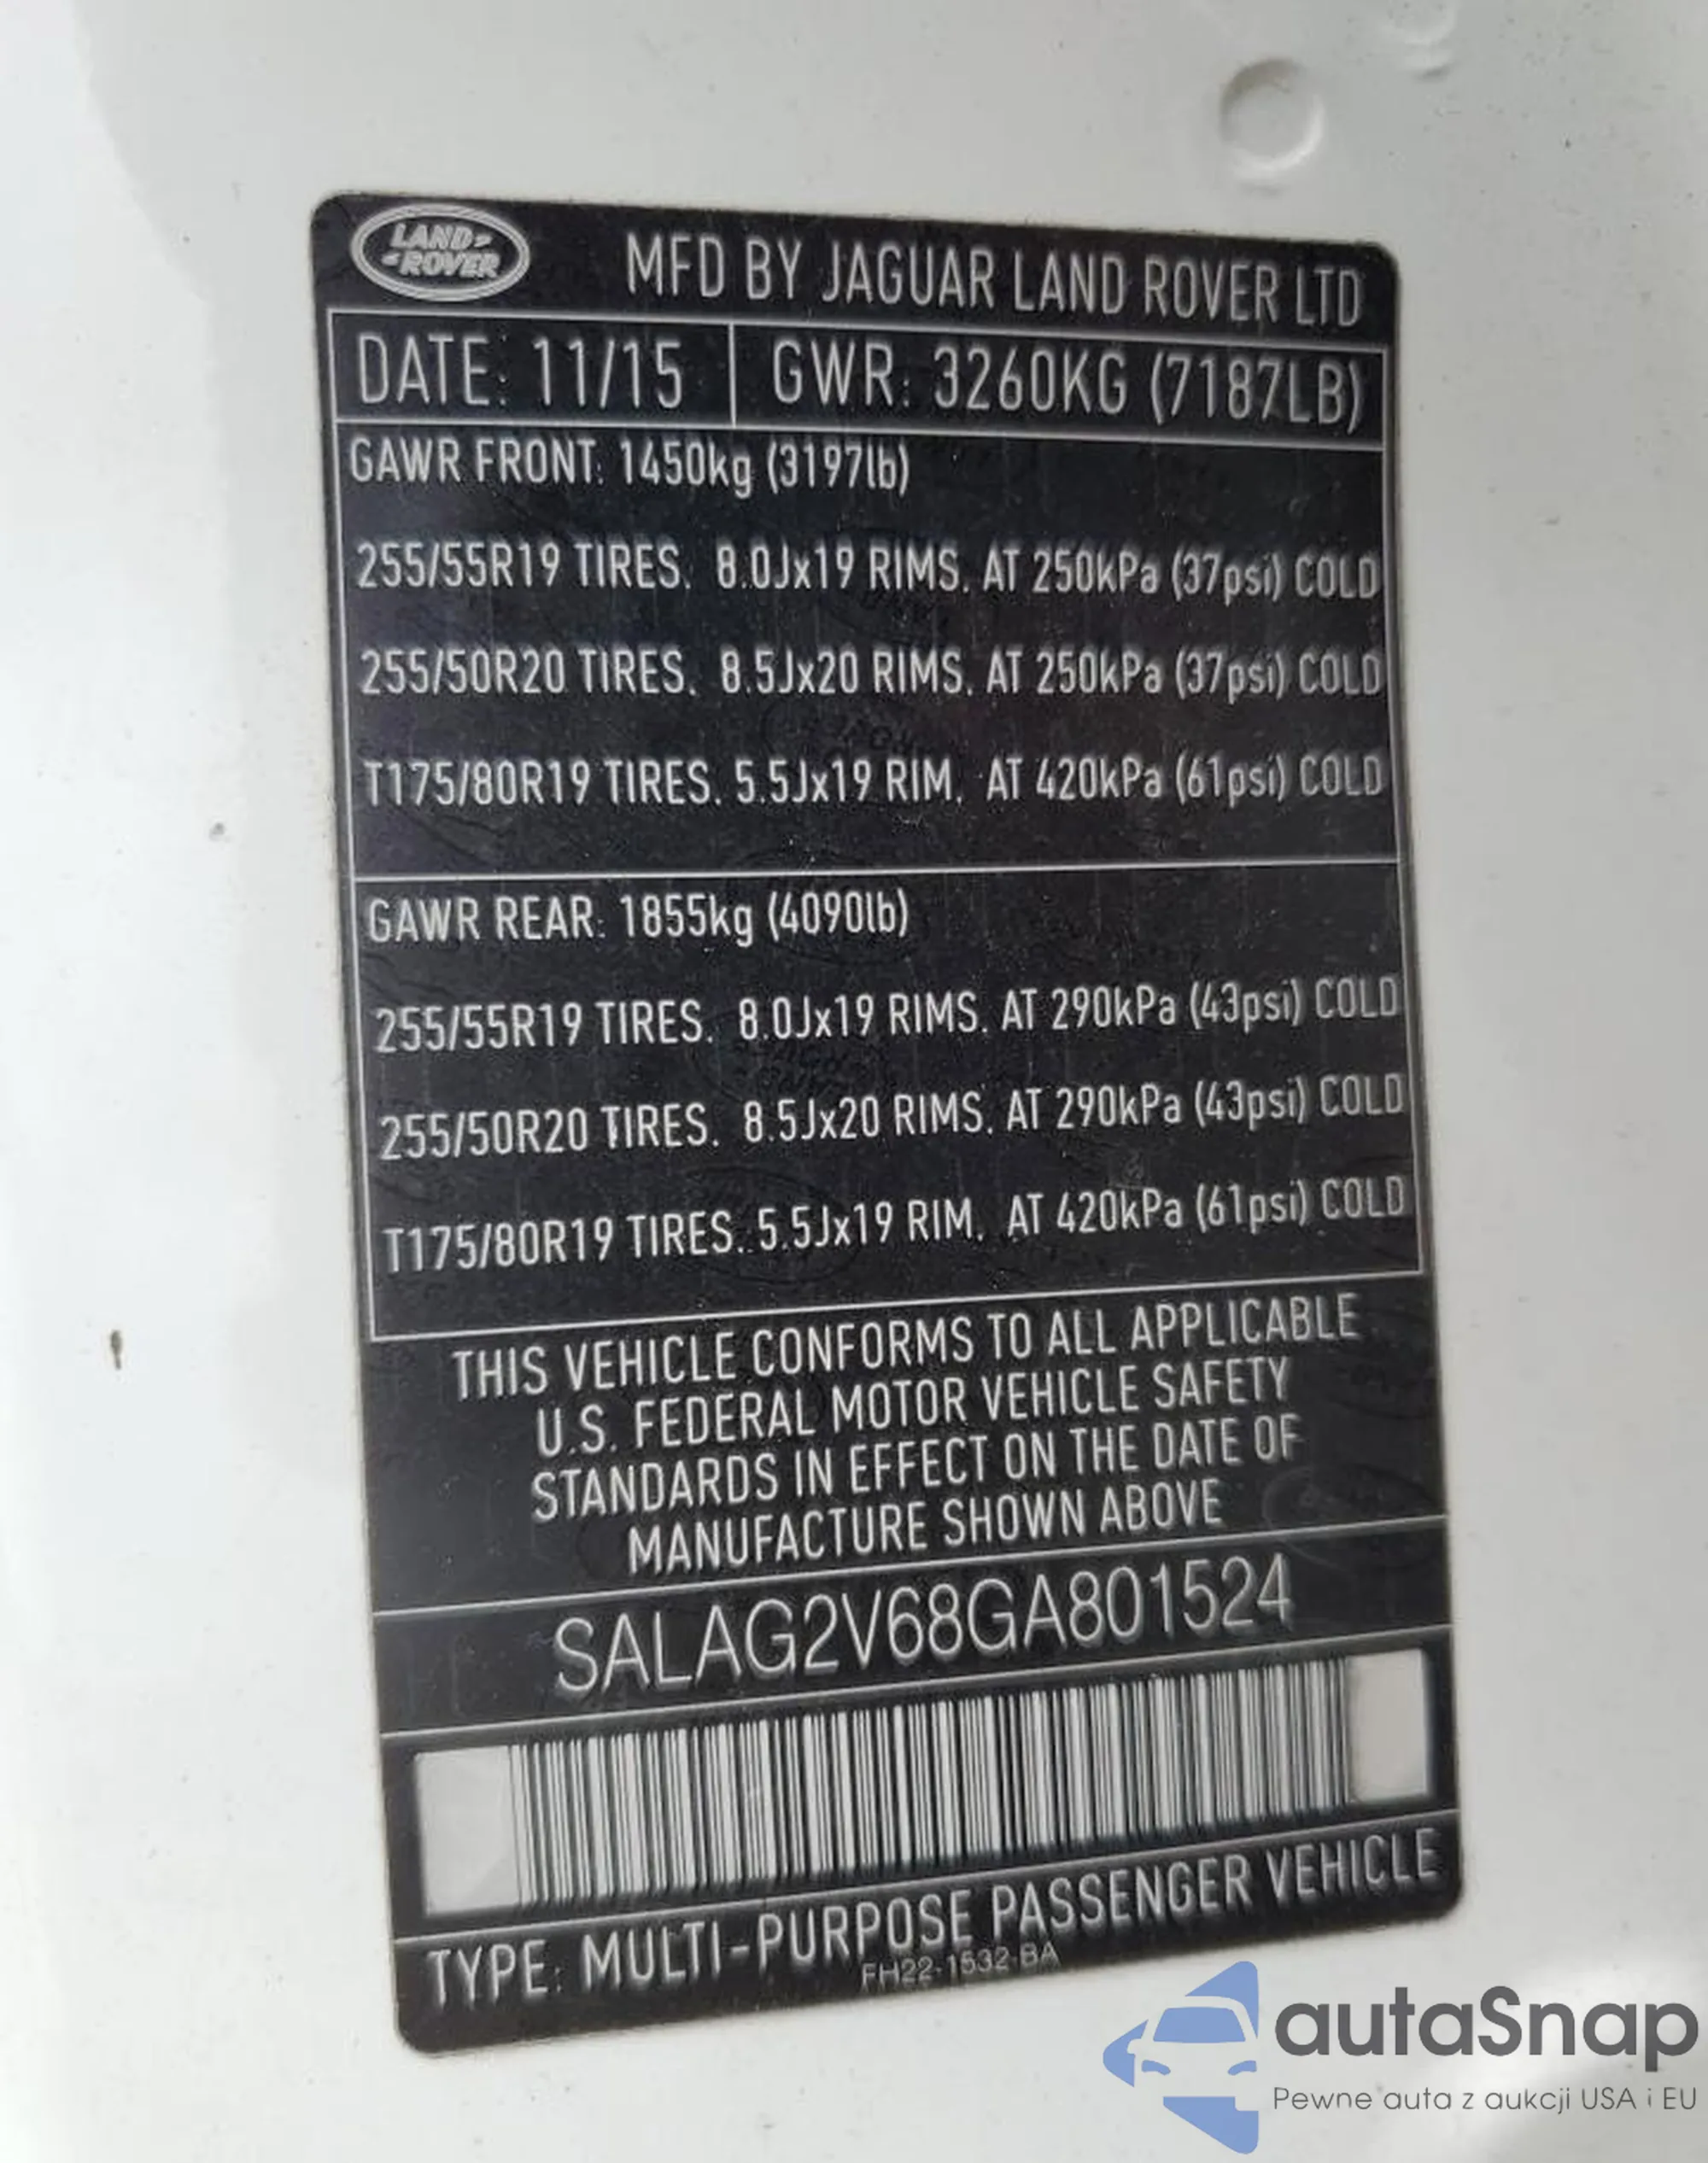 LAND-
-ROVER
MFD BY JAGUAR LAND ROVER LTD
DATE: 11/15 GWR: 3260KG (7187LB)
GAWR FRONT: 1450kg (3197lb)
255/55R19 TIRES. 8.0Jx19 RIMS. AT 250kPa (37psi) COLD
255/50R20 TIRES. 8.5Jx20 RIMS. AT 250kPa (37psi) COLD
T175/80R19 TIRES. 5.5Jx19 RIM. AT 420kPa (61psi) COLD
GAWR REAR: 1855kg (4090lb)
255/55R19 TIRES. 8.0Jx19 RIMS. AT 290kPa (43psi) COLD
255/50R20 TIRES. 8.5Jx20 RIMS. AT 290kPa (43psi) COLD
T175/80R19 TIRES. 5.5Jx19 RIM. AT 420kPa (61psi) COLD
THIS VEHICLE CONFORMS TO ALL APPLICABLE
U.S. FEDERAL MOTOR VEHICLE SAFETY
STANDARDS IN EFFECT ON THE DATE OF
MANUFACTURE SHOWN ABOVE
SALAG2V68GA801524
TYPE: MULTI-PURPOSE PASSENGER VEHICLE
FH22-1532-BA
autaSnap
Pewne auta z aukcji USA i EU